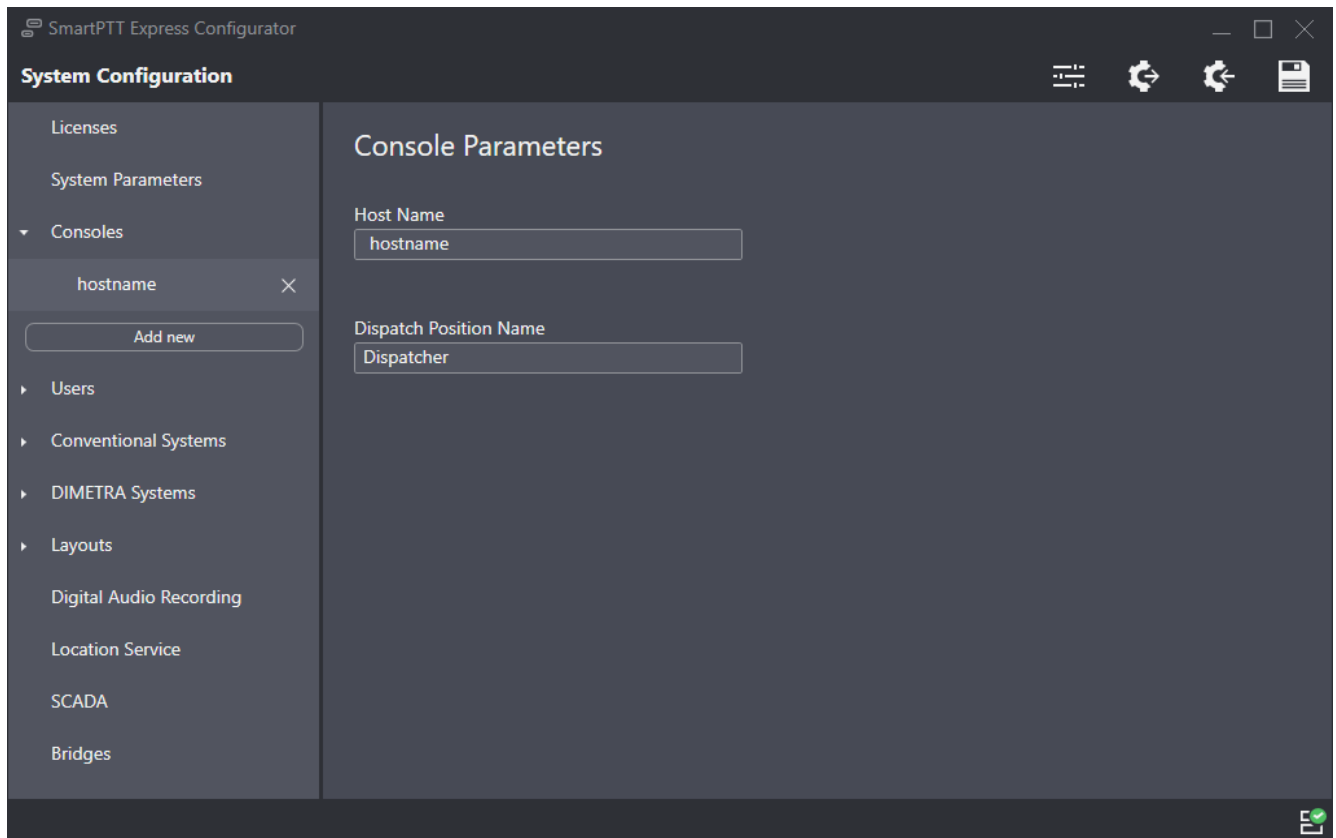 SmartPTT Express Configurator
System Configuration
Licenses
System Parameters
Consoles
hostname
Add new
Users
Conventional Systems
DIMETRA Systems
Layouts
Digital Audio Recording
Location Service
SCADA
Bridges
Console Parameters
Host Name
hostname
Dispatch Position Name
Dispatcher